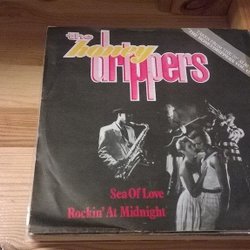 the
honey
drippers
Sea Of Love
Rockin' At Midnight